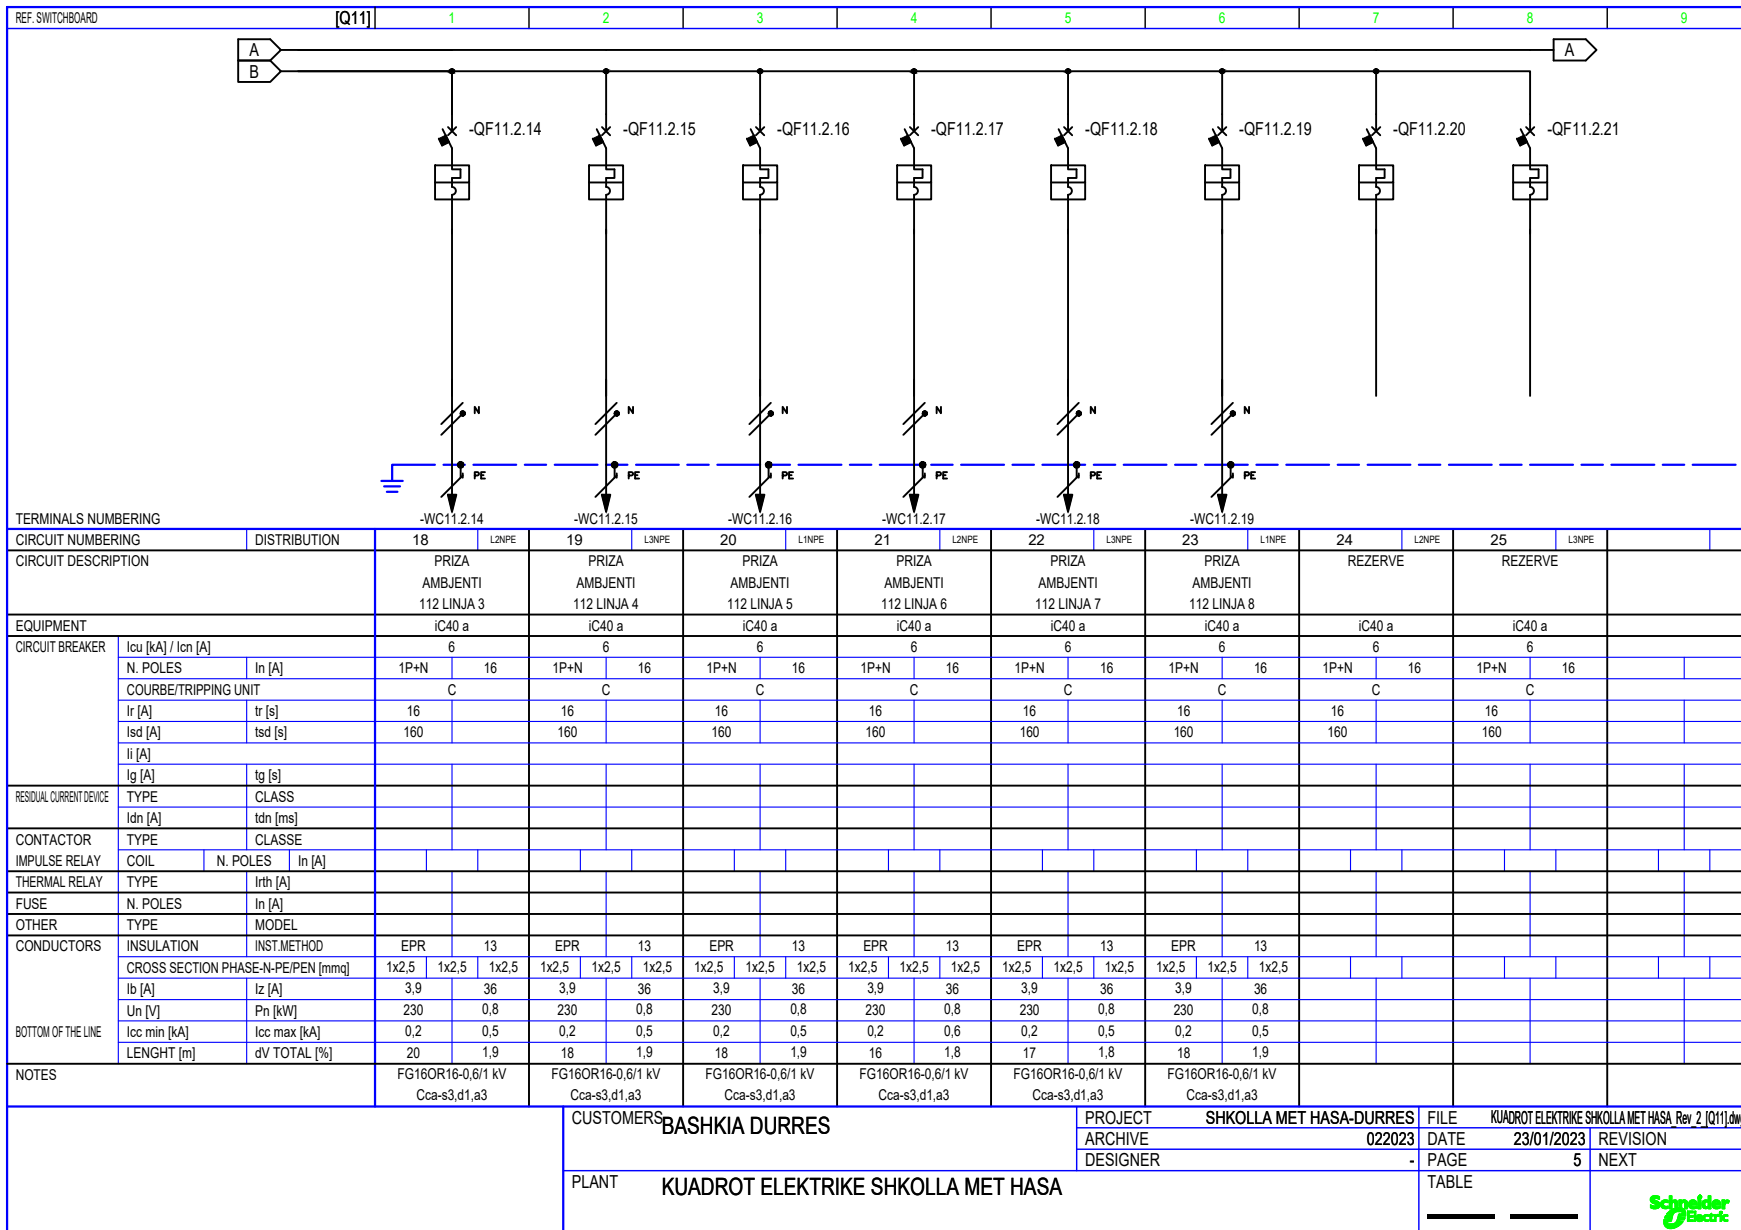 REF. SWITCHBOARD [Q11] 1 2 3 4 5 6 7 8 9
A A
B
-QF11.2.14 -QF11.2.15 -QF11.2.16 -QF11.2.17 -QF11.2.18 -QF11.2.19 -QF11.2.20 -QF11.2.21
N N N N N N
PE PE PE PE PE PE
TERMINALS NUMBERING -WC11.2.14 -WC11.2.15 -WC11.2.16 -WC11.2.17 -WC11.2.18 -WC11.2.19
CIRCUIT NUMBERING DISTRIBUTION 18 L2NPE 19 L3NPE 20 L1NPE 21 L2NPE 22 L3NPE 23 L1NPE 24 L2NPE 25 L3NPE
CIRCUIT DESCRIPTION PRIZA PRIZA PRIZA PRIZA PRIZA PRIZA REZERVE REZERVE
AMBJENTI AMBJENTI AMBJENTI AMBJENTI AMBJENTI AMBJENTI
112 LINJA 3 112 LINJA 4 112 LINJA 5 112 LINJA 6 112 LINJA 7 112 LINJA 8
EQUIPMENT iC40 a iC40 a iC40 a iC40 a iC40 a iC40 a iC40 a iC40 a
CIRCUIT BREAKER Icu [kA] / Icn [A] 6 6 6 6 6 6 6 6
N. POLES In [A] 1P+N 16 1P+N 16 1P+N 16 1P+N 16 1P+N 16 1P+N 16 1P+N 16 1P+N 16
COURBE/TRIPPING UNIT C C C C C C C C
Ir [A] tr [s] 16 16 16 16 16 16 16 16
Isd [A] tsd [s] 160 160 160 160 160 160 160 160
Ii [A]
Ig [A] tg [s]
RESIDUAL CURRENT DEVICE TYPE CLASS
Idn [A] tdn [ms]
CONTACTOR TYPE CLASSE
IMPULSE RELAY COIL N. POLES In [A]
THERMAL RELAY TYPE Irth [A]
FUSE N. POLES In [A]
OTHER TYPE MODEL
CONDUCTORS INSULATION INST.METHOD EPR 13 EPR 13 EPR 13 EPR 13 EPR 13 EPR 13
CROSS SECTION PHASE-N-PE/PEN [mmq] 1x2,5 1x2,5 1x2,5 1x2,5 1x2,5 1x2,5 1x2,5 1x2,5 1x2,5 1x2,5 1x2,5 1x2,5 1x2,5 1x2,5 1x2,5 1x2,5 1x2,5 1x2,5
Ib [A] Iz [A] 3,9 36 3,9 36 3,9 36 3,9 36 3,9 36 3,9 36
Un [V] Pn [kW] 230 0,8 230 0,8 230 0,8 230 0,8 230 0,8 230 0,8
BOTTOM OF THE LINE Icc min [kA] Icc max [kA] 0,2 0,5 0,2 0,5 0,2 0,5 0,2 0,6 0,2 0,5 0,2 0,5
LENGHT [m] dV TOTAL [%] 20 1,9 18 1,9 18 1,9 16 1,8 17 1,8 18 1,9
NOTES FG16OR16-0,6/1 kV FG16OR16-0,6/1 kV FG16OR16-0,6/1 kV FG16OR16-0,6/1 kV FG16OR16-0,6/1 kV FG16OR16-0,6/1 kV
Cca-s3,d1,a3 Cca-s3,d1,a3 Cca-s3,d1,a3 Cca-s3,d1,a3 Cca-s3,d1,a3 Cca-s3,d1,a3
CUSTOMERS BASHKIA DURRES PROJECT SHKOLLA MET HASA-DURRES FILE KUADROT ELEKTRIKE SHKOLLA MET HASA_Rev_2_[Q11].dw
ARCHIVE 022023 DATE 23/01/2023 REVISION
DESIGNER - PAGE 5 NEXT
PLANT KUADROT ELEKTRIKE SHKOLLA MET HASA TABLE
Schneider
Electric